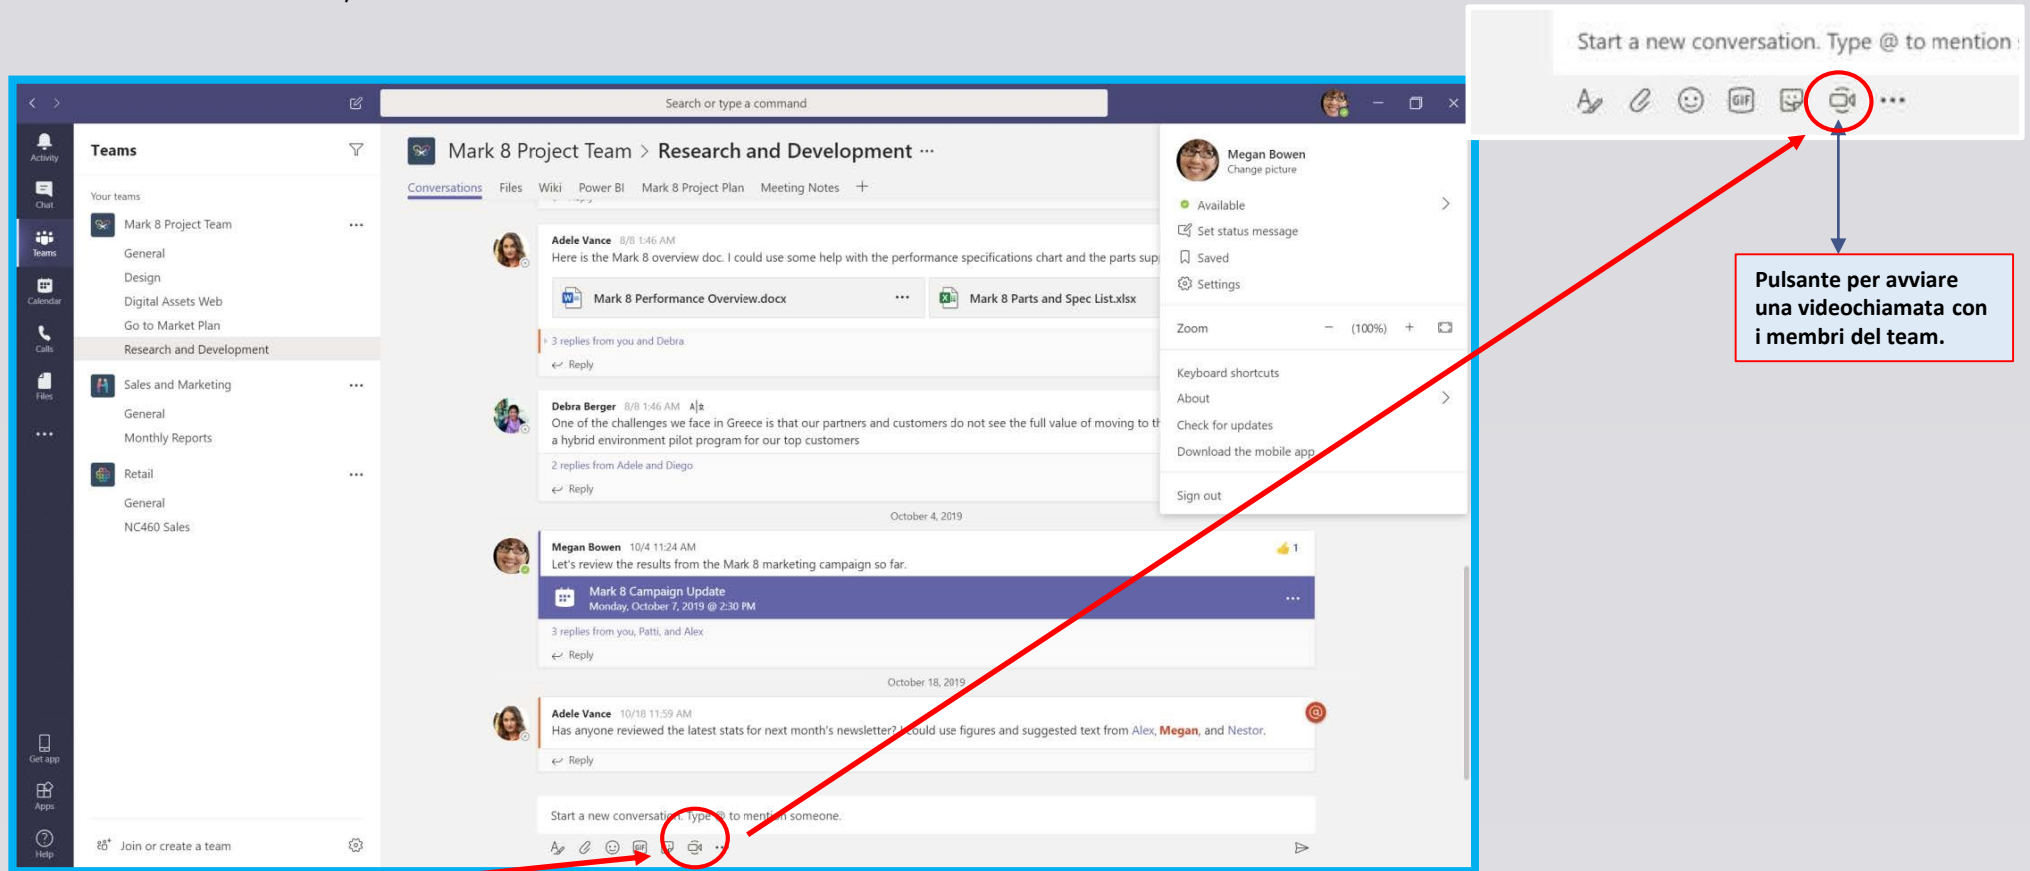 Start a new conversation. Type @ to mention
GIF
Search or type a command
Activity
Chat
Teams
Calendar
Calls
Files
Get app
Apps
Help
Teams
Your teams
Mark 8 Project Team
General
Design
Digital Assets Web
Go to Market Plan
Research and Development
Sales and Marketing
General
Monthly Reports
Retail
General
NC460 Sales
Join or create a team
Mark 8 Project Team > Research and Development ...
Conversations Files Wiki Power BI Mark 8 Project Plan Meeting Notes +
Adele Vance 8/8 1:46 AM
Here is the Mark 8 overview doc. I could use some help with the performance specifications chart and the parts
Mark 8 Performance Overview.docx
Mark 8 Parts and Spec List.xlsx
3 replies from you and Debra
Reply
Debra Berger 8/8 1:46 AM
One of the challenges we face in Greece is that our partners and customers do not see the full value of moving to
a hybrid environment pilot program for our top customers
2 replies from Adele and Diego
Reply
October 4, 2019
Megan Bowen 10/4 11:24 AM
1
Let's review the results from the Mark 8 marketing campaign so far.
Mark 8 Campaign Update
Monday, October 7, 2019 @ 2:30 PM
3 replies from you, Patti, and Alex
Reply
October 18, 2019
Adele Vance 10/18 11:59 AM
Has anyone reviewed the latest stats for next month's newsletter? I could use figures and suggested text from Alex, Megan, and Nestor.
Reply
Start a new conversation. Type @ to mention someone.
GIF
Megan Bowen
Change picture
Available
Set status message
Saved
Settings
Zoom - (100%) +
Keyboard shortcuts
About
Check for updates
Download the mobile app
Sign out
Pulsante per avviare
una videochiamata con
i membri del team.